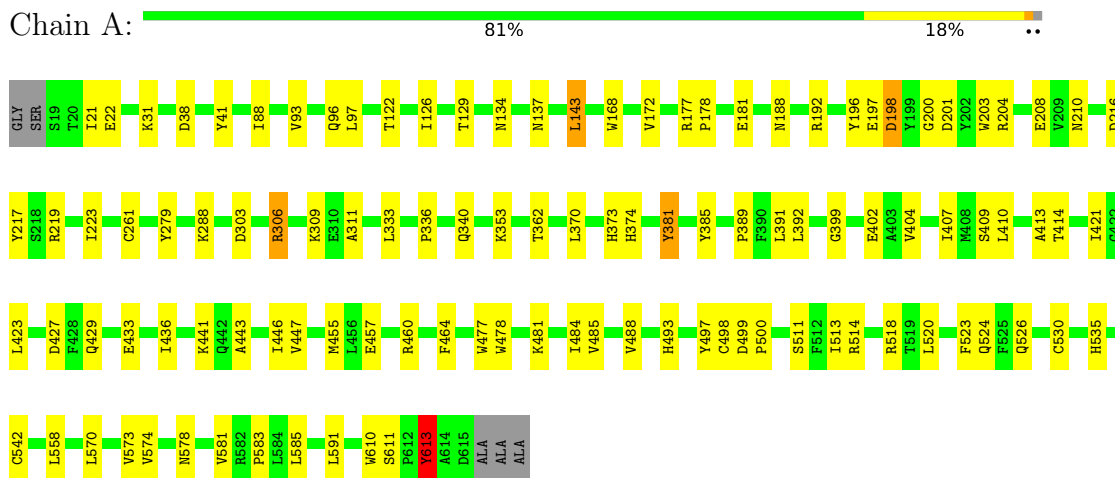 Chain A:
81% 18% ••
GLY SER S19 T20 I21 E22 K31 D38 Y41 I88 V93 Q96 L97 T122 I126 T129 N134 N137 L143 W168 V172 R177 P178 E181 N188 R192 Y196 E197 D198 Y199 G200 D201 Y202 W203 R204 E208 V209 N210
Y217 S218 R219 I223 C261 Y279 K288 D303 R306 K309 E310 A311 L333 P336 Q340 K353 T362 L370 H373 H374 Y381 Y385 P389 F390 L391 L392 G399 E402 A403 V404 I407 M408 S409 L410 A413 T414 I421
L423 D427 F428 Q429 E433 I436 K441 Q442 A443 I446 V447 M455 L456 E457 R460 F464 W477 W478 K481 I484 V485 V488 H493 Y497 C498 D499 P500 S511 F512 I513 R514 R518 T519 L520 F523 Q524 F525 Q526 C530 H535
C542 L558 L570 V573 V574 N578 V581 R582 P583 L584 L585 L591 W610 S611 P612 Y613 A614 D615 ALA ALA ALA